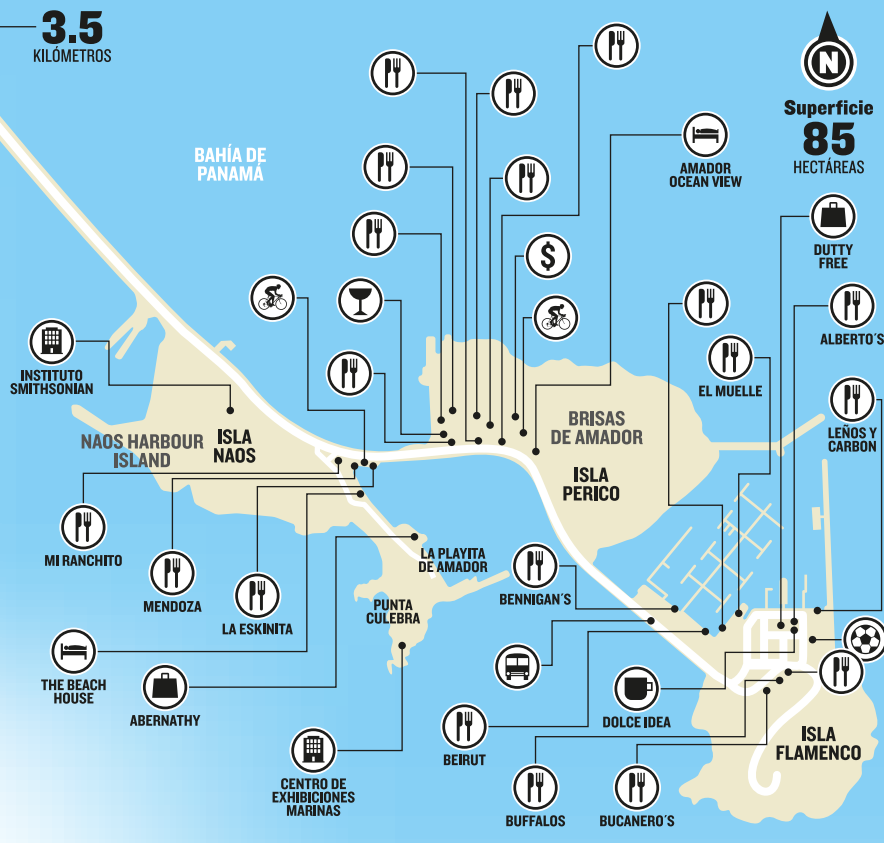 3.5
KILÓMETROS
N
Superficie
85
HECTÁREAS
BAHÍA DE
PANAMÁ
AMADOR
OCEAN VIEW
DUTTY
FREE
$
ALBERTO´S
INSTITUTO
SMITHSONIAN
EL MUELLE
LEÑOS Y
CARBON
NAOS HARBOUR
ISLAND
ISLA
NAOS
BRISAS
DE AMADOR
ISLA
PERICO
MI RANCHITO
MENDOZA
LA ESKINITA
LA PLAYITA
DE AMADOR
PUNTA
CULEBRA
BENNIGAN´S
THE BEACH
HOUSE
ABERNATHY
DOLCE IDEA
ISLA
FLAMENCO
BEIRUT
CENTRO DE
EXHIBICIONES
MARINAS
BUFFALOS
BUCANERO´S